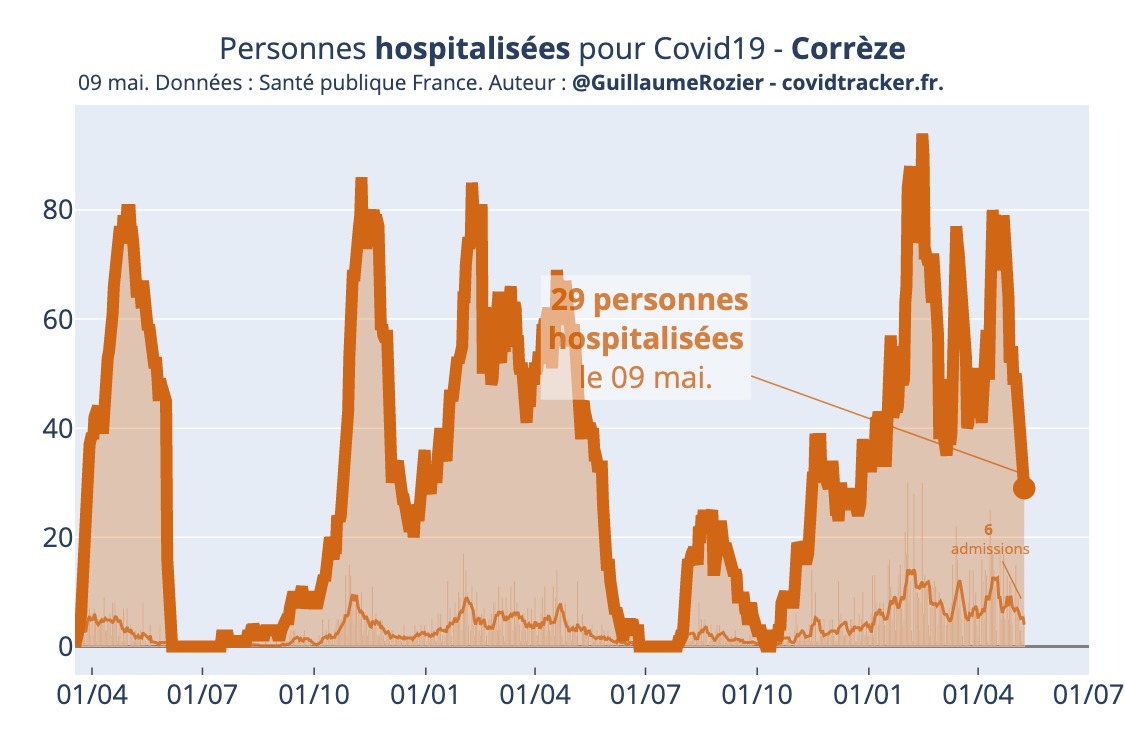 Personnes hospitalisées pour Covid19 - Corrèze
09 mai. Données : Santé publique France. Auteur : @GuillaumeRozier - covidtracker.fr.
80
60
40
20
0
29 personnes
hospitalisées
le 09 mai.
6
admissions
01/04 01/07 01/10 01/01 01/04 01/07 01/10 01/01 01/04 01/07